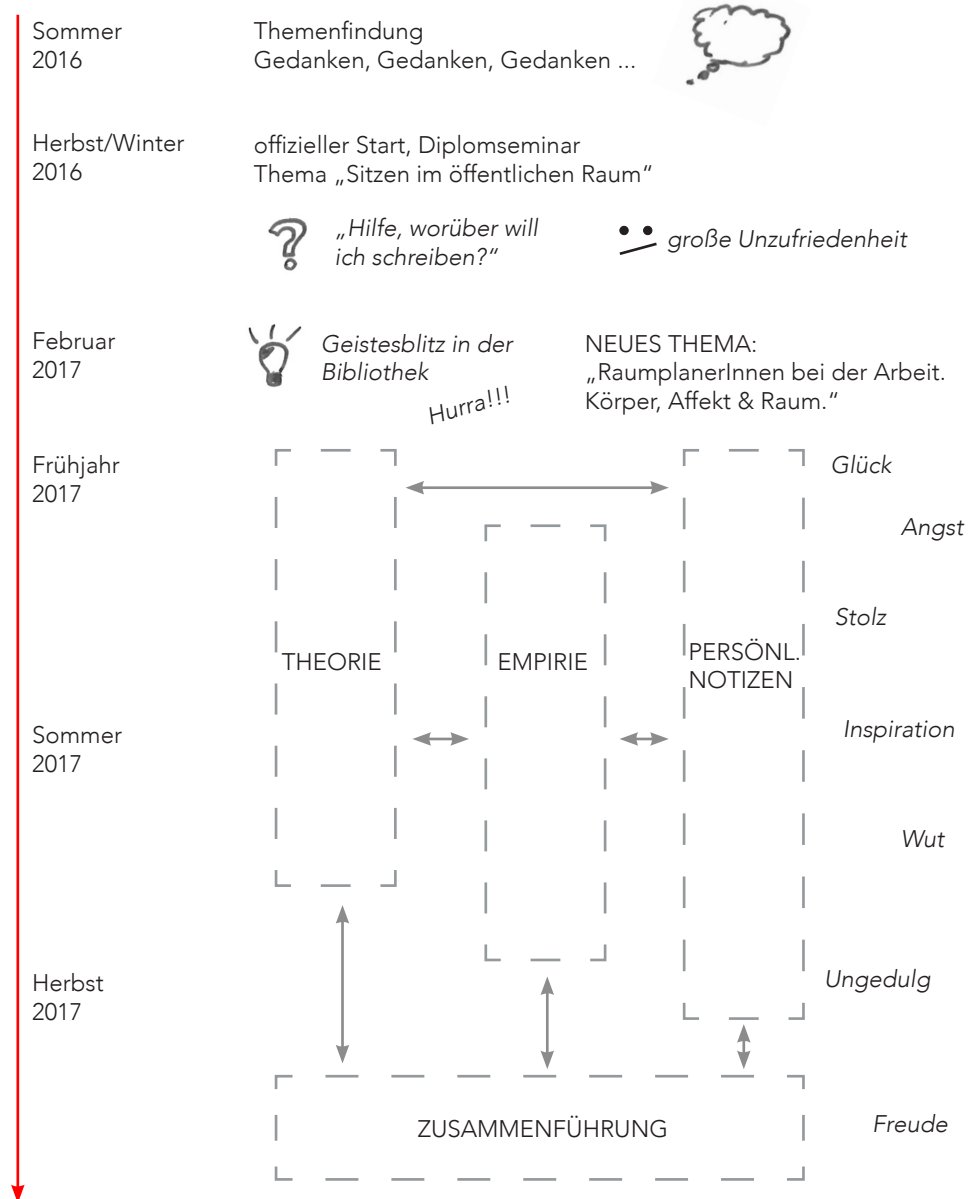 Sommer
2016
Themenfindung
Gedanken, Gedanken, Gedanken ...
Herbst/Winter
2016
offizieller Start, Diplomseminar
Thema „Sitzen im öffentlichen Raum“
?
„Hilfe, worüber will
ich schreiben?“
große Unzufriedenheit
Februar
2017
Geistesblitz in der
Bibliothek
Hurra!!!
NEUES THEMA:
„RaumplanerInnen bei der Arbeit.
Körper, Affekt & Raum.“
Frühjahr
2017
Glück
Angst
Stolz
THEORIE
EMPIRIE
PERSÖNL.
NOTIZEN
Sommer
2017
Inspiration
Wut
Herbst
2017
Ungedulg
ZUSAMMENFÜHRUNG
Freude